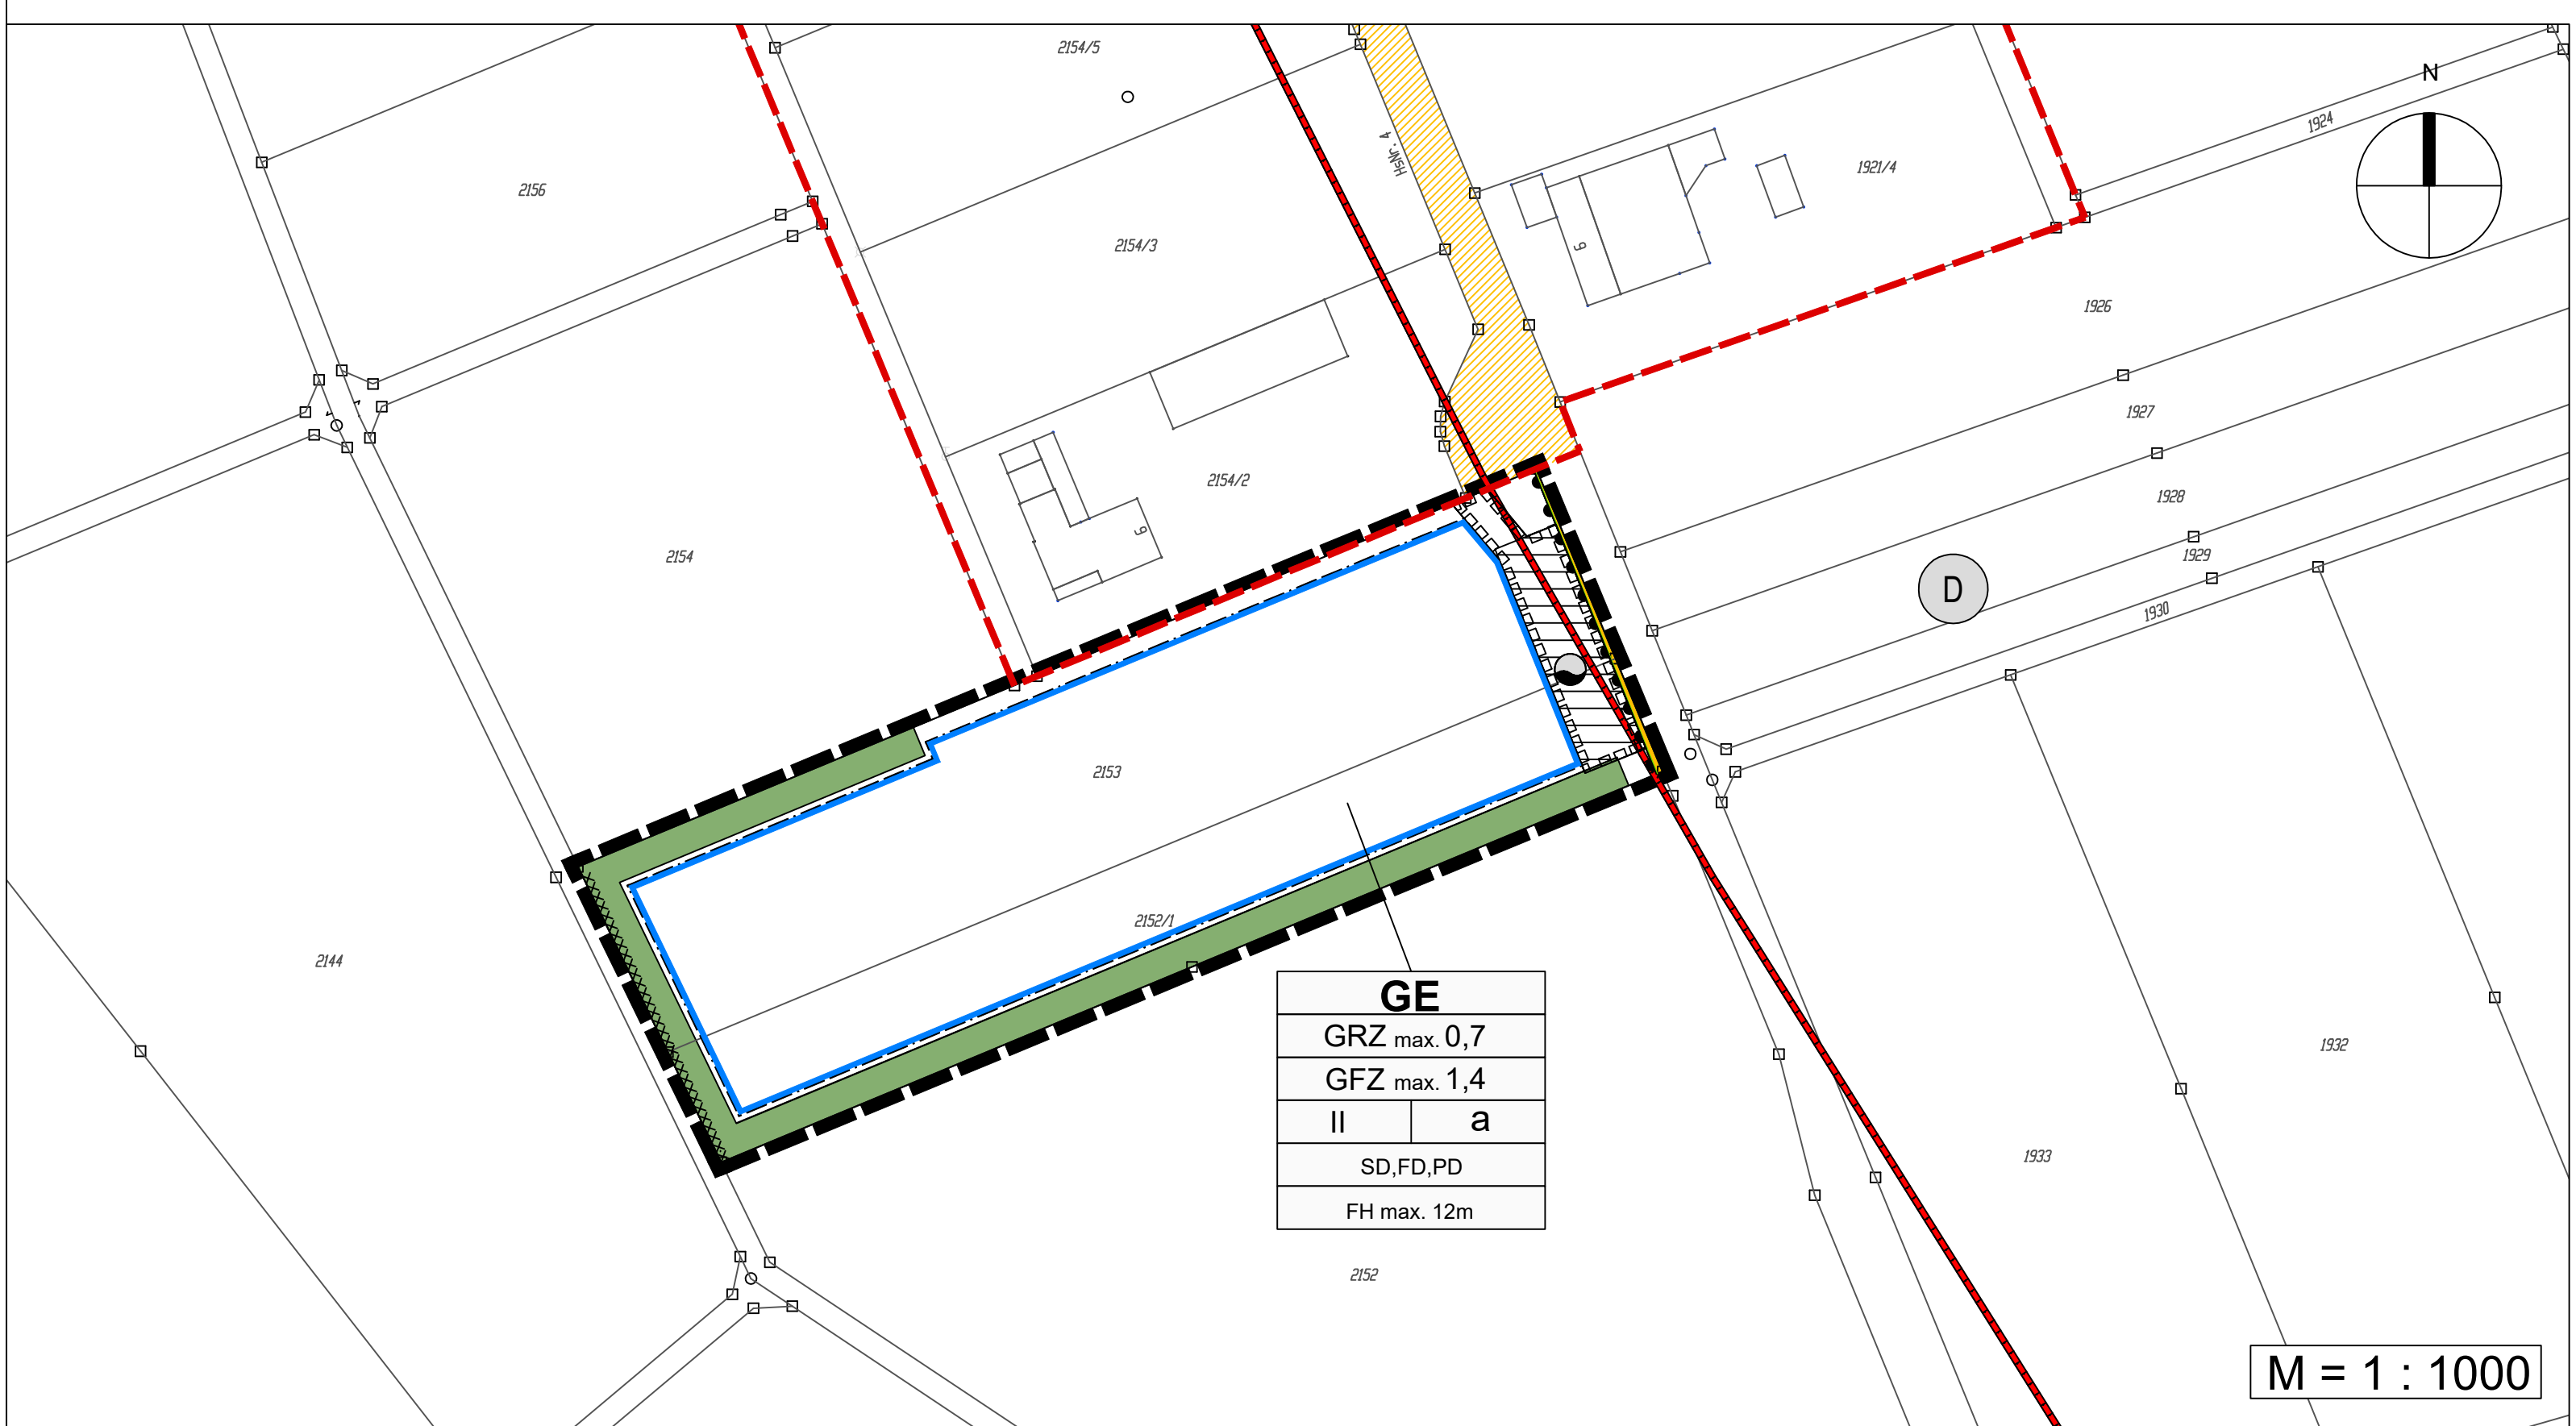 2154/5
N
1924
HsNr. 4
1921/4
2156
2154/3
9
1926
1927
2154/2
1928
9
2154
1929
D
1930
2153
2152/1
2144
GE
GRZ max. 0,7
GFZ max. 1,4
II a
SD,FD,PD
FH max. 12m
1932
1933
2152
M = 1 : 1000